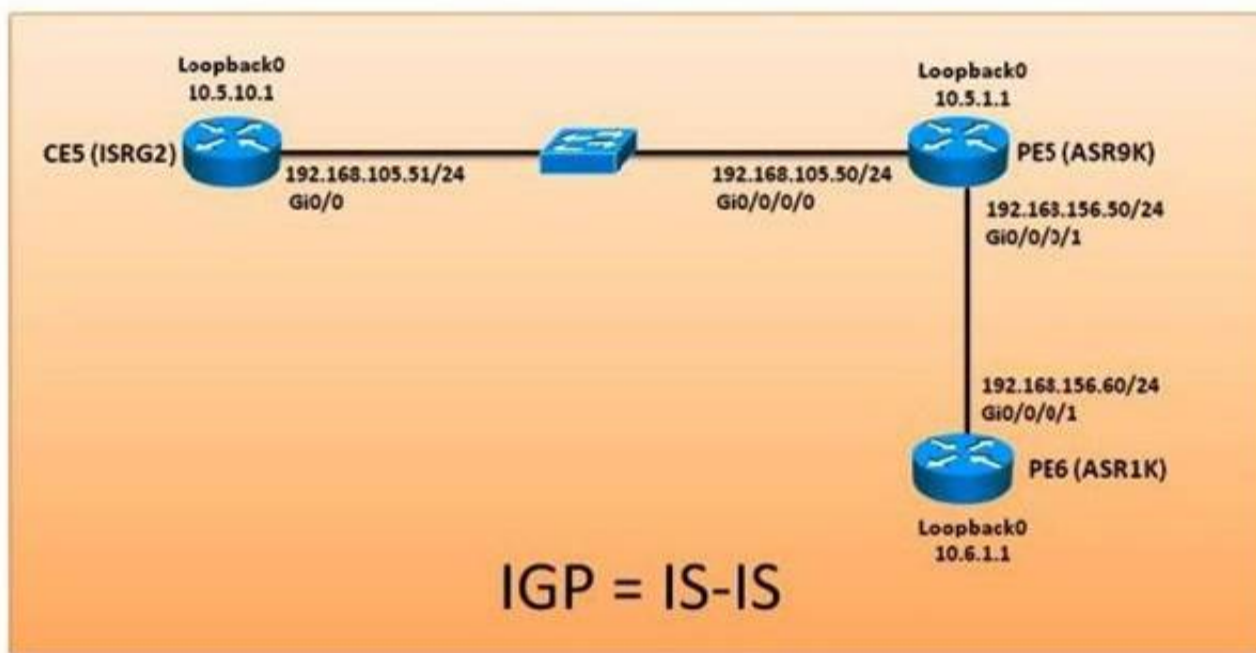 Loopback0
10.5.10.1
CE5 (ISRG2)
192.168.105.51/24
Gi0/0
Loopback0
10.5.1.1
PE5 (ASR9K)
192.168.105.50/24
Gi0/0/0/0
192.168.156.50/24
Gi0/0/0/1
192.168.156.60/24
Gi0/0/0/1
PE6 (ASR1K)
Loopback0
10.6.1.1
IGP = IS-IS